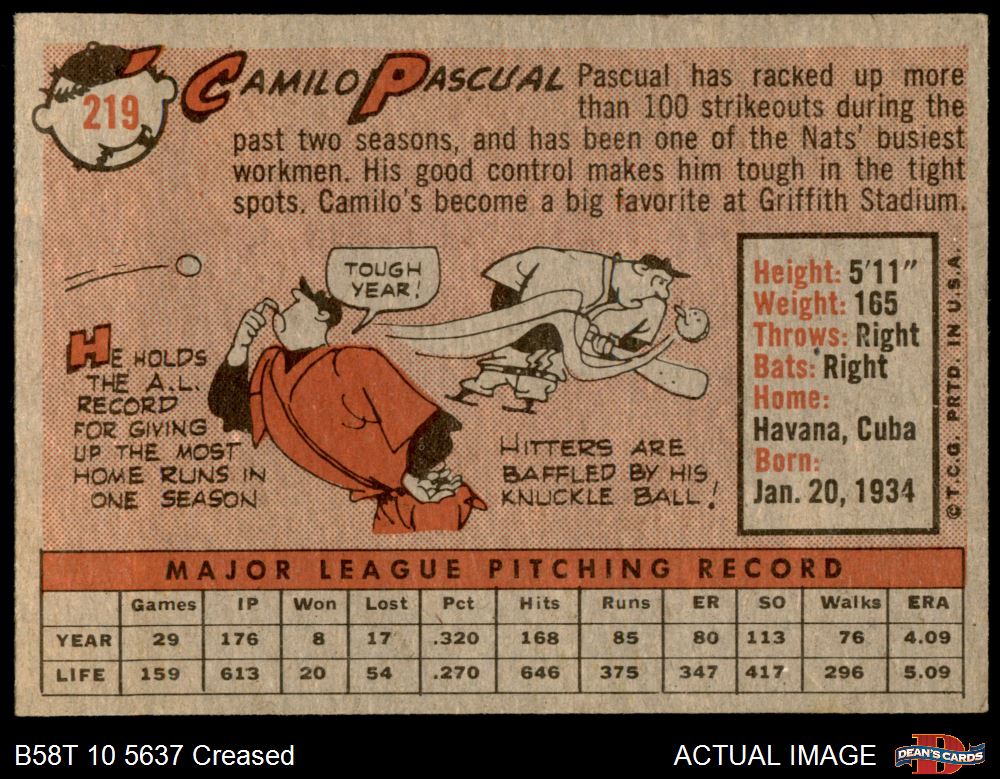 219
CAMILO PASCUAL
Pascual has racked up more
than 100 strikeouts during the
past two seasons, and has been one of the Nats' busiest
workmen. His good control makes him tough in the tight
spots. Camilo's become a big favorite at Griffith Stadium.
TOUGH
YEAR!
HE HOLDS
THE A.L.
RECORD
FOR GIVING
UP THE MOST
HOME RUNS IN
ONE SEASON
HITTERS ARE
BAFFLED BY HIS
KNUCKLE BALL!
Height: 5'11"
Weight: 165
Throws: Right
Bats: Right
Home:
Havana, Cuba
Born:
Jan. 20, 1934
©T.C.G. PRTD. IN U.S.A.
MAJOR LEAGUE PITCHING RECORD
Games IP Won Lost Pct Hits Runs ER SO Walks ERA
YEAR 29 176 8 17 .320 168 85 80 113 76 4.09
LIFE 159 613 20 54 .270 646 375 347 417 296 5.09
B58T 10 5637 Creased
ACTUAL IMAGE
DEAN'S CARDS